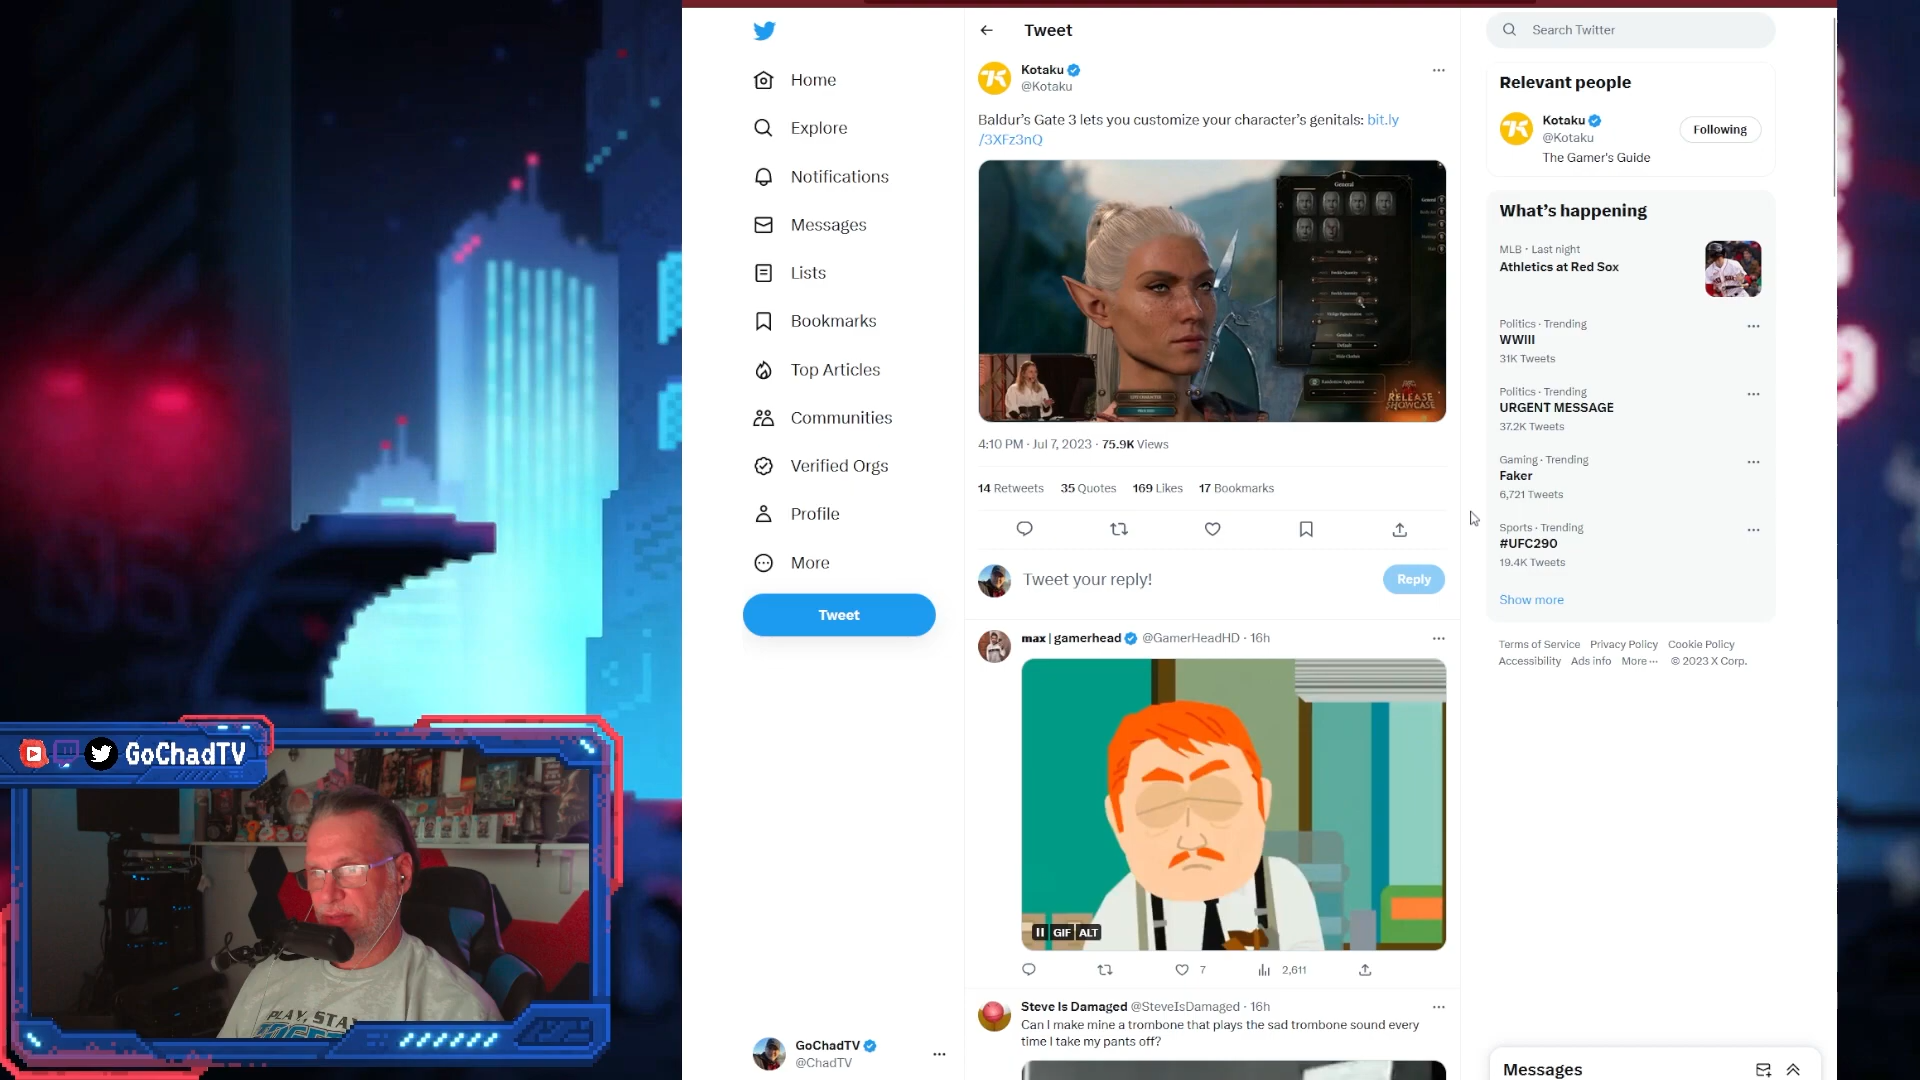 Tweet
Search Twitter
Home
Explore
Notifications
Messages
Lists
Bookmarks
Top Articles
Communities
Verified Orgs
Profile
More
Tweet
GoChadTV
@ChadTV
Kotaku
@Kotaku
Baldur’s Gate 3 lets you customize your character’s genitals: bit.ly
/3XFz3nQ
General
Default
RELEASE
SHOWCASE
4:10 PM · Jul 7, 2023 · 75.9K Views
14 Retweets 35 Quotes 169 Likes 17 Bookmarks
Tweet your reply!
Reply
max | gamerhead @GamerHeadHD · 16h
GIF ALT
7
2,611
Steve Is Damaged @SteveIsDamaged · 16h
Can I make mine a trombone that plays the sad trombone sound every
time I take my pants off?
Relevant people
Kotaku
@Kotaku
Following
The Gamer's Guide
What’s happening
MLB · Last night
Athletics at Red Sox
Politics · Trending
WWIII
31K Tweets
Politics · Trending
URGENT MESSAGE
37.2K Tweets
Gaming · Trending
Faker
6,721 Tweets
Sports · Trending
#UFC290
19.4K Tweets
Show more
Terms of Service Privacy Policy Cookie Policy
Accessibility Ads info More ··· © 2023 X Corp.
Messages
GoChadTV
PLAY, STA